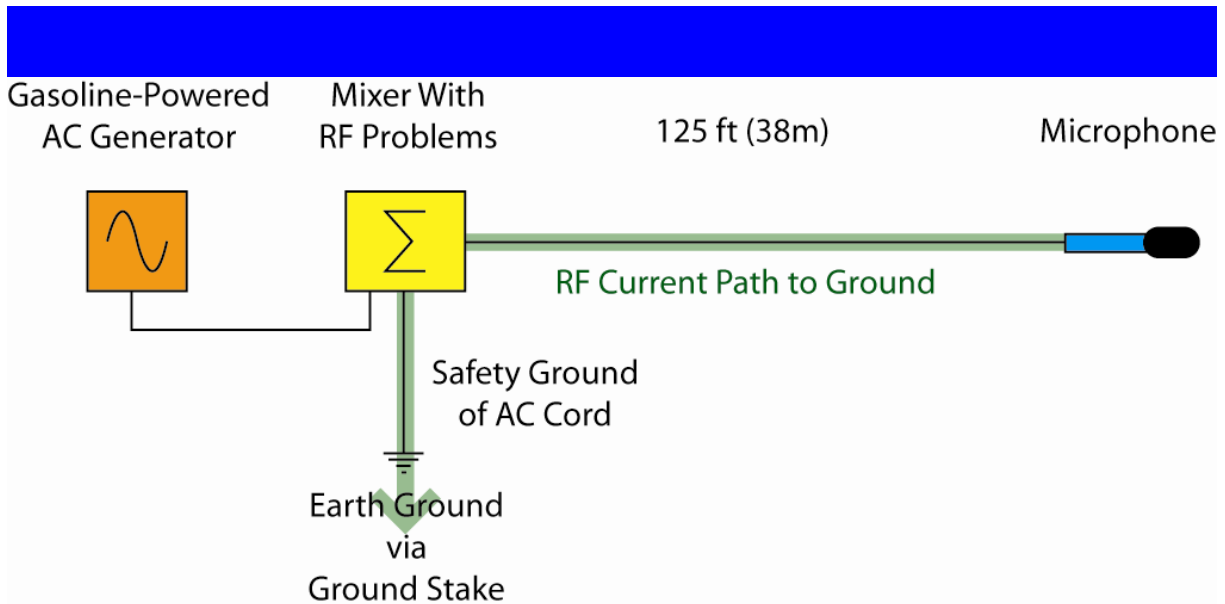 Gasoline-Powered
AC Generator
Mixer With
RF Problems
125 ft (38m)
Microphone
Σ
RF Current Path to Ground
Safety Ground
of AC Cord
Earth Ground
via
Ground Stake